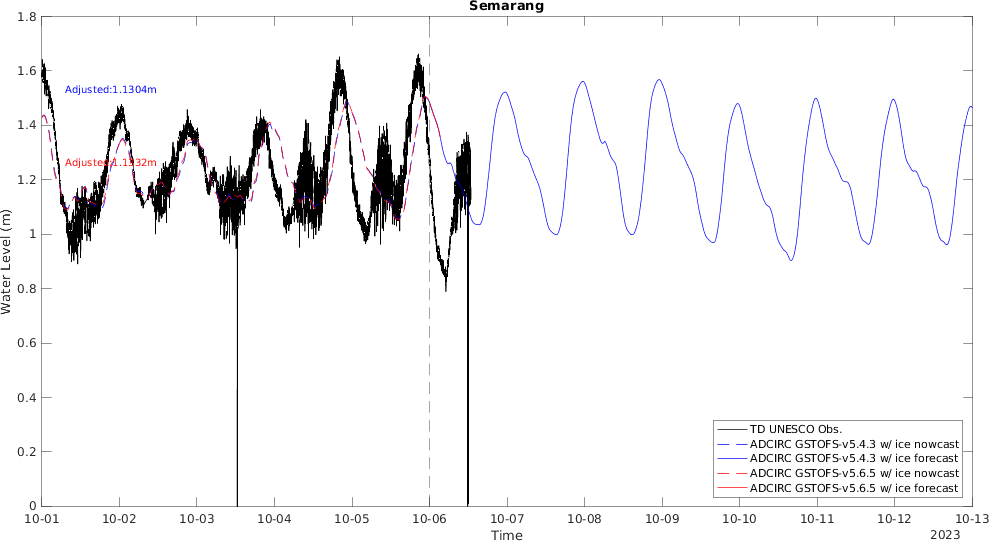 Semarang
1.8
1.6
1.4
1.2
1
0.8
0.6
0.4
0.2
0
Water Level (m)
Adjusted:1.1304m
Adjusted:1.1332m
TD UNESCO Obs.
ADCIRC GSTOFS-v5.4.3 w/ ice nowcast
ADCIRC GSTOFS-v5.4.3 w/ ice forecast
ADCIRC GSTOFS-v5.6.5 w/ ice nowcast
ADCIRC GSTOFS-v5.6.5 w/ ice forecast
10-01 10-02 10-03 10-04 10-05 10-06 10-07 10-08 10-09 10-10 10-11 10-12 10-13
Time
2023